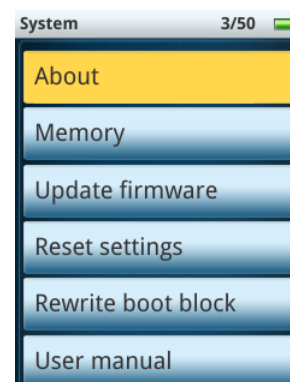 System 3/50
About
Memory
Update firmware
Reset settings
Rewrite boot block
User manual